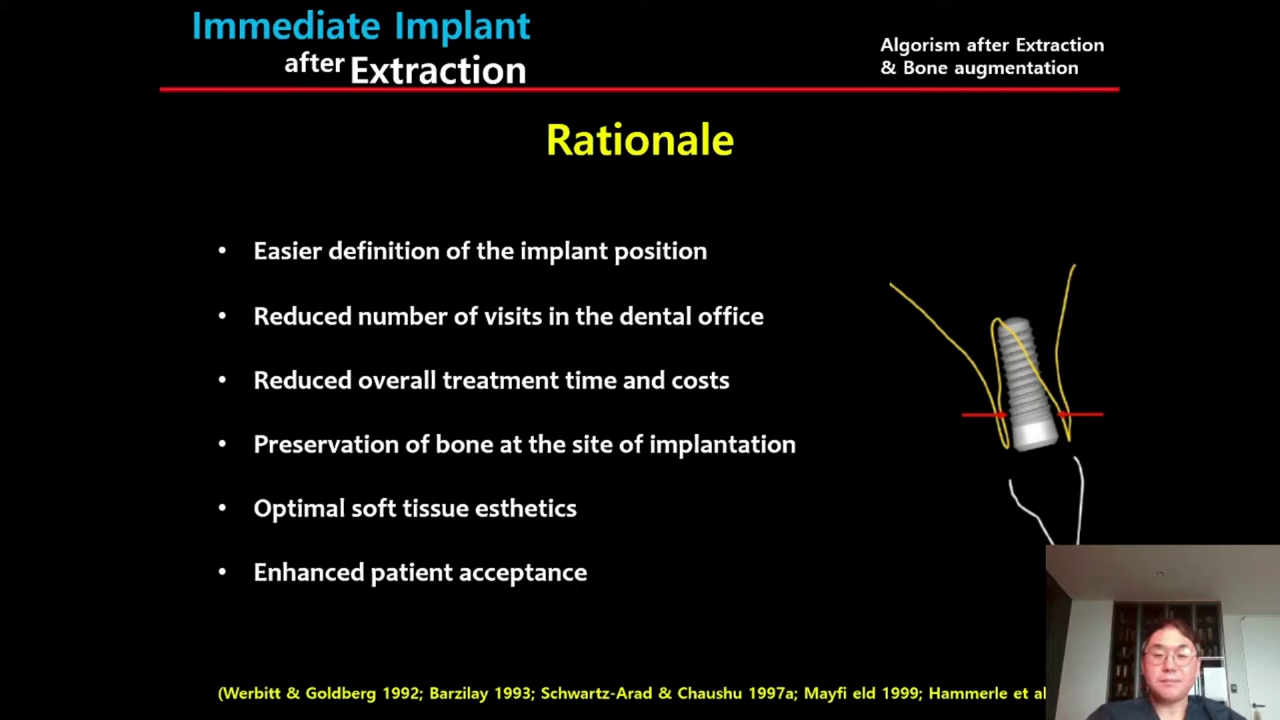 Immediate Implant
after Extraction
Algorism after Extraction
& Bone augmentation
Rationale
• Easier definition of the implant position
• Reduced number of visits in the dental office
• Reduced overall treatment time and costs
• Preservation of bone at the site of implantation
• Optimal soft tissue esthetics
• Enhanced patient acceptance
(Werbitt & Goldberg 1992; Barzilay 1993; Schwartz-Arad & Chaushu 1997a; Mayfi eld 1999; Hammerle et al